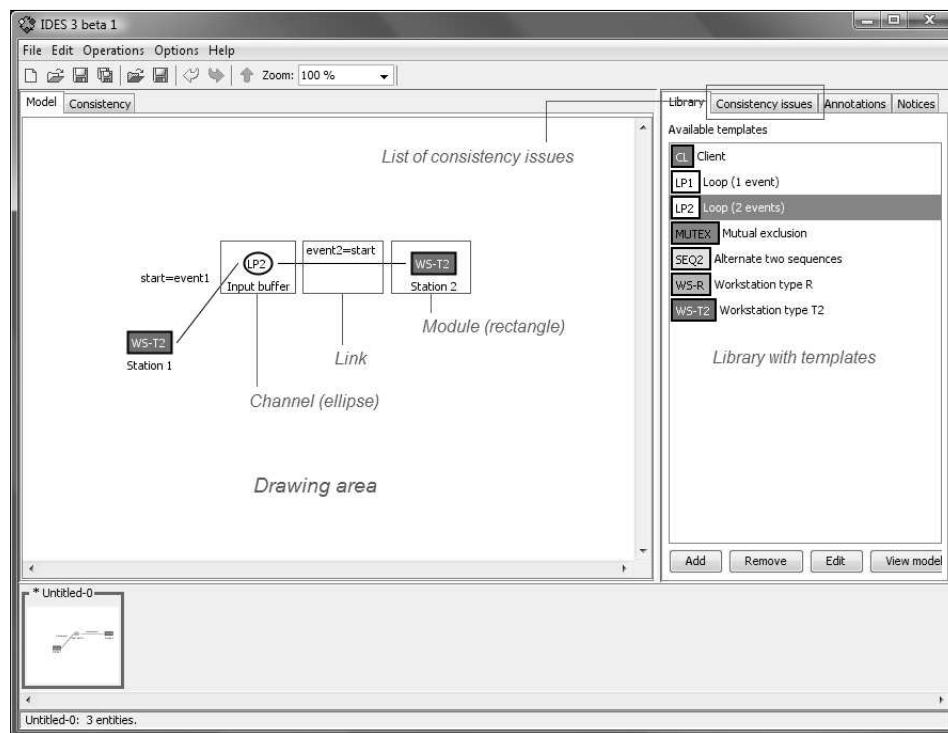 IDES 3 beta 1
File Edit Operations Options Help
Zoom: 100 %
Model Consistency
Library Consistency issues Annotations Notices
Available templates
List of consistency issues
CL Client
LP1 Loop (1 event)
LP2 Loop (2 events)
MUTEX Mutual exclusion
SEQ2 Alternate two sequences
WS-R Workstation type R
WS-T2 Workstation type T2
Library with templates
start=event1
LP2
Input buffer
event2=start
WS-T2
Station 2
WS-T2
Station 1
Module (rectangle)
Link
Channel (ellipse)
Drawing area
Add Remove Edit View model
* Untitled-0
Untitled-0: 3 entities.